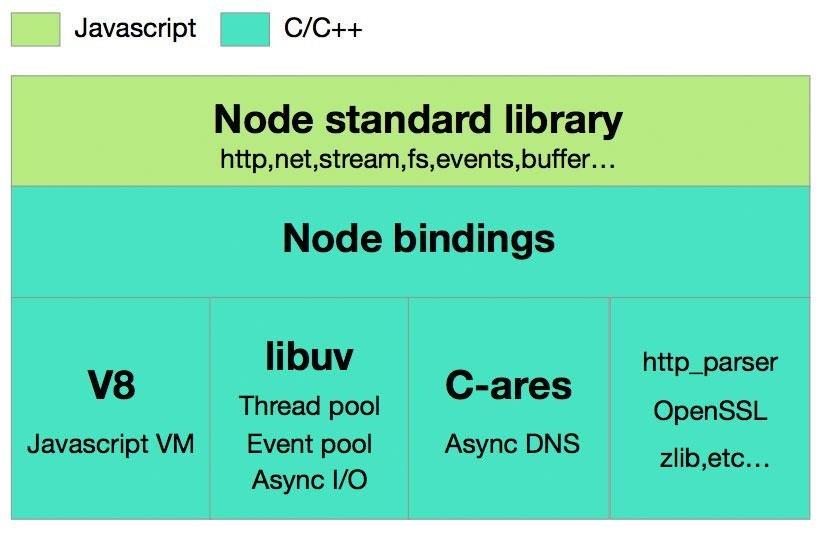 Javascript
C/C++
Node standard library
http,net,stream,fs,events,buffer…
Node bindings
V8
Javascript VM
libuv
Thread pool
Event pool
Async I/O
C-ares
Async DNS
http_parser
OpenSSL
zlib,etc…